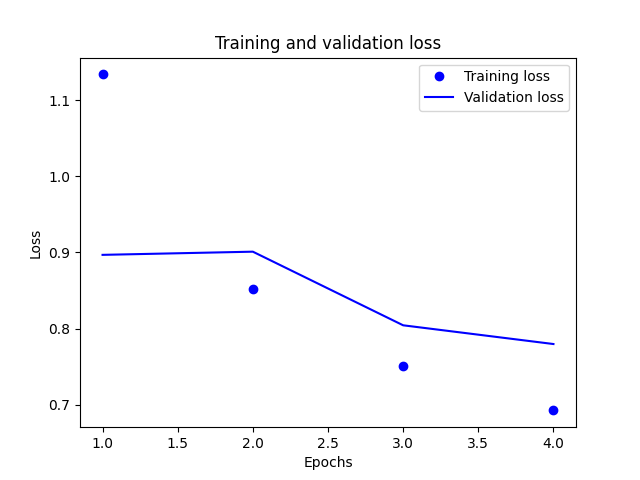 Training and validation loss
Training loss
Validation loss
1.1
1.0
0.9
0.8
0.7
Loss
1.0 1.5 2.0 2.5 3.0 3.5 4.0
Epochs